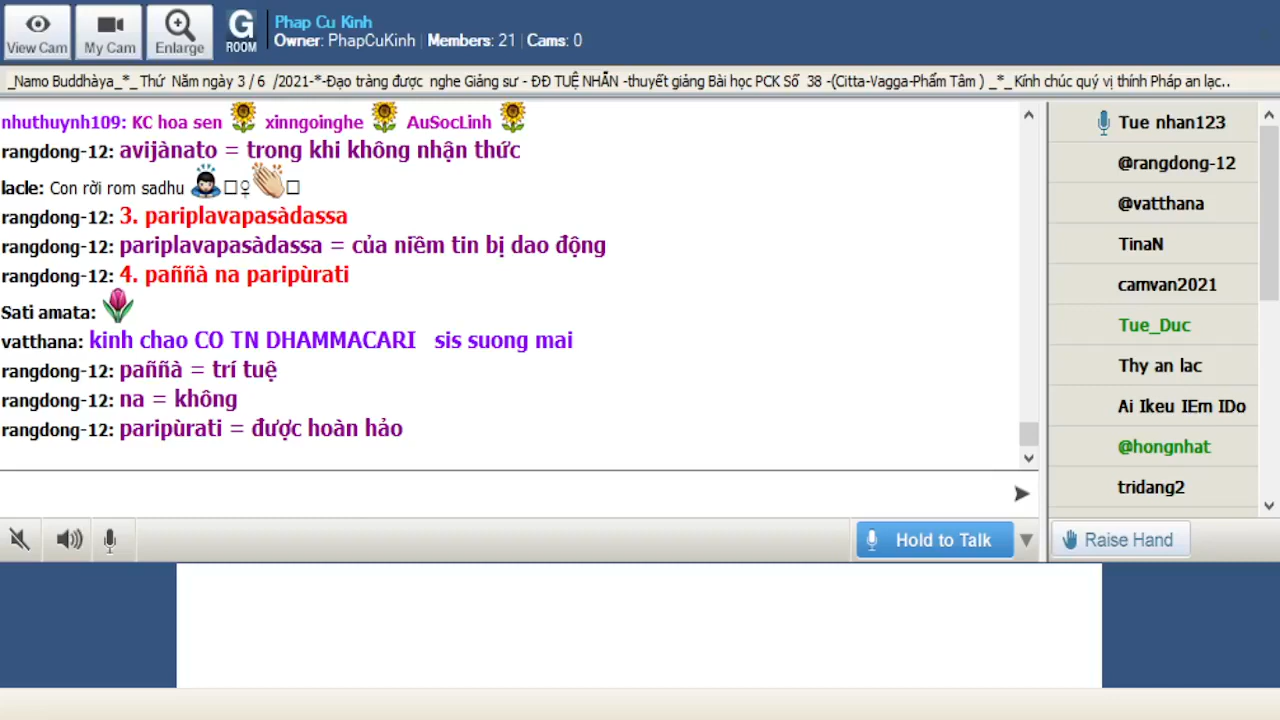 View Cam
My Cam
Enlarge
G
ROOM
Phap Cu Kinh
Owner: PhapCuKinh | Members: 21 | Cams: 0
_Namo Buddhàya_*_Thứ Năm ngày 3 / 6 /2021-*-Đạo tràng được nghe Giảng sư - ĐĐ TUỆ NHẪN -thuyết giảng Bài học PCK Số 38 -(Citta-Vagga-Phẩm Tâm ) _*_Kính chúc quý vị thính Pháp an lạc..
nhuthuynh109: KC hoa sen xinngoinghe AuSocLinh
rangdong-12: avijànato = trong khi không nhận thức
lacle: Con rời rom sadhu
rangdong-12: 3. pariplavapasàdassa
rangdong-12: pariplavapasàdassa = của niềm tin bị dao động
rangdong-12: 4. paññà na paripùrati
Sati amata:
vatthana: kinh chao CO TN DHAMMACARI sis suong mai
rangdong-12: paññà = trí tuệ
rangdong-12: na = không
rangdong-12: paripùrati = được hoàn hảo
Tue nhan123
@rangdong-12
@vatthana
TinaN
camvan2021
Tue_Duc
Thy an lac
Ai Ikeu IEm IDo
@hongnhat
tridang2
Hold to Talk
Raise Hand